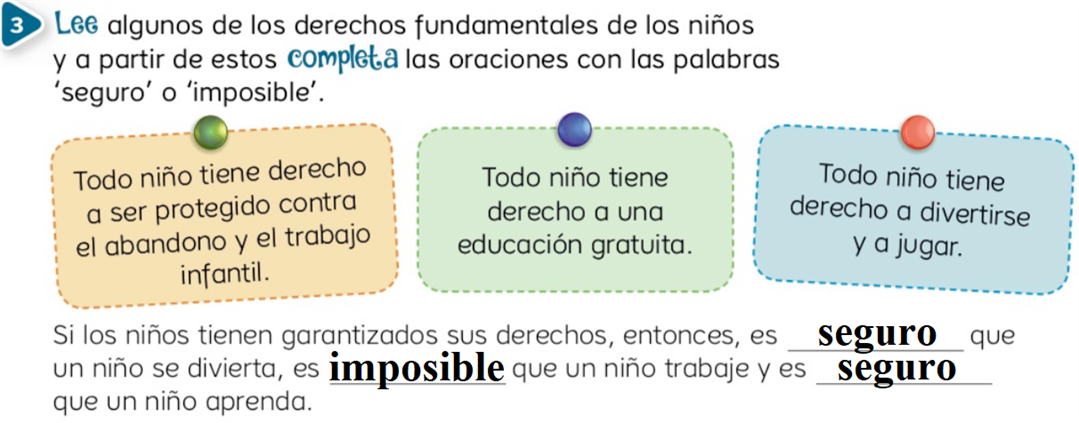 3 Lee algunos de los derechos fundamentales de los niños
y a partir de estos completa las oraciones con las palabras
‘seguro’ o ‘imposible’.
Todo niño tiene derecho
a ser protegido contra
el abandono y el trabajo
infantil.
Todo niño tiene
derecho a una
educación gratuita.
Todo niño tiene
derecho a divertirse
y a jugar.
Si los niños tienen garantizados sus derechos, entonces, es seguro que
un niño se divierta, es imposible que un niño trabaje y es seguro
que un niño aprenda.